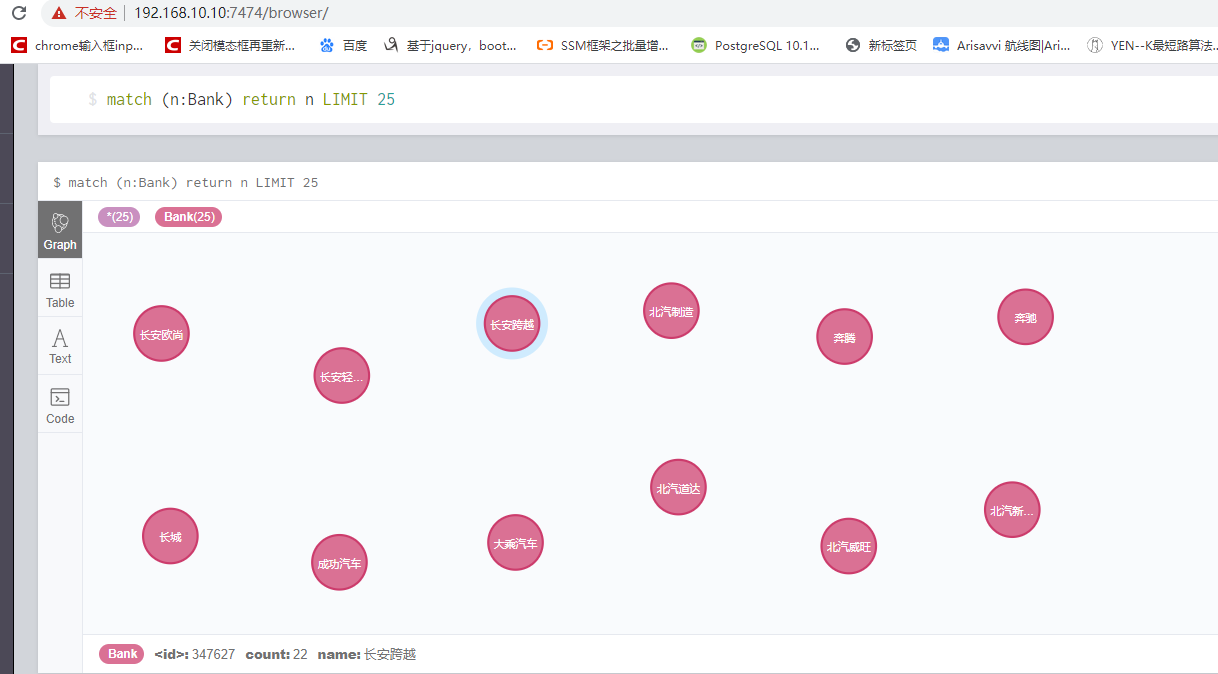 不安全 192.168.10.10:7474/browser/
chrome输入框inp... 关闭模态框再重新... 百度 基于jquery，boot... SSM框架之批量增... PostgreSQL 10.1... 新标签页 Arisavvi 航线图|Ari... YEN--K最短路算法...
$ match (n:Bank) return n LIMIT 25
$ match (n:Bank) return n LIMIT 25
*(25) Bank(25)
Graph
Table
Text
Code
长安欧尚
长安轻...
长安跨越
北汽制造
奔腾
奔驰
长城
成功汽车
大乘汽车
北汽道达
北汽威旺
北汽新...
Bank <id>: 347627 count: 22 name: 长安跨越